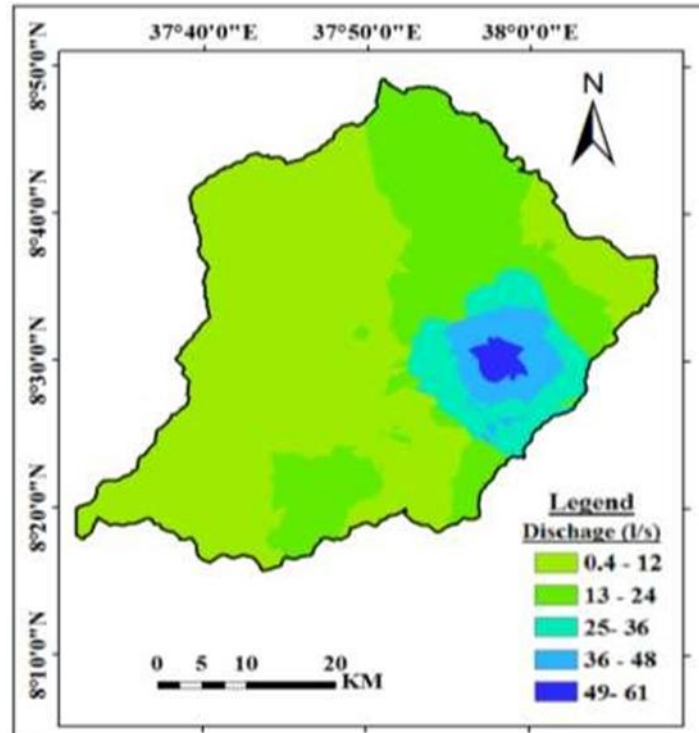 37°40'0"E 37°50'0"E 38°0'0"E
N
8°50'0"N
8°40'0"N
8°30'0"N
8°20'0"N
8°10'0"N
Legend
Dischage (l/s)
0.4 - 12
13 - 24
25- 36
36 - 48
49- 61
0 5 10 20
KM